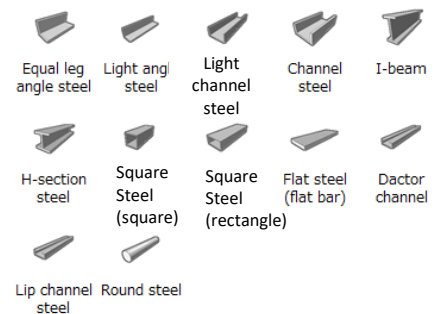 Equal leg
angle steel
Light angl
steel
Light
channel
steel
Channel
steel
I-beam
H-section
steel
Square
Steel
(square)
Square
Steel
(rectangle)
Flat steel
(flat bar)
Dactor
channel
Lip channel
steel
Round steel